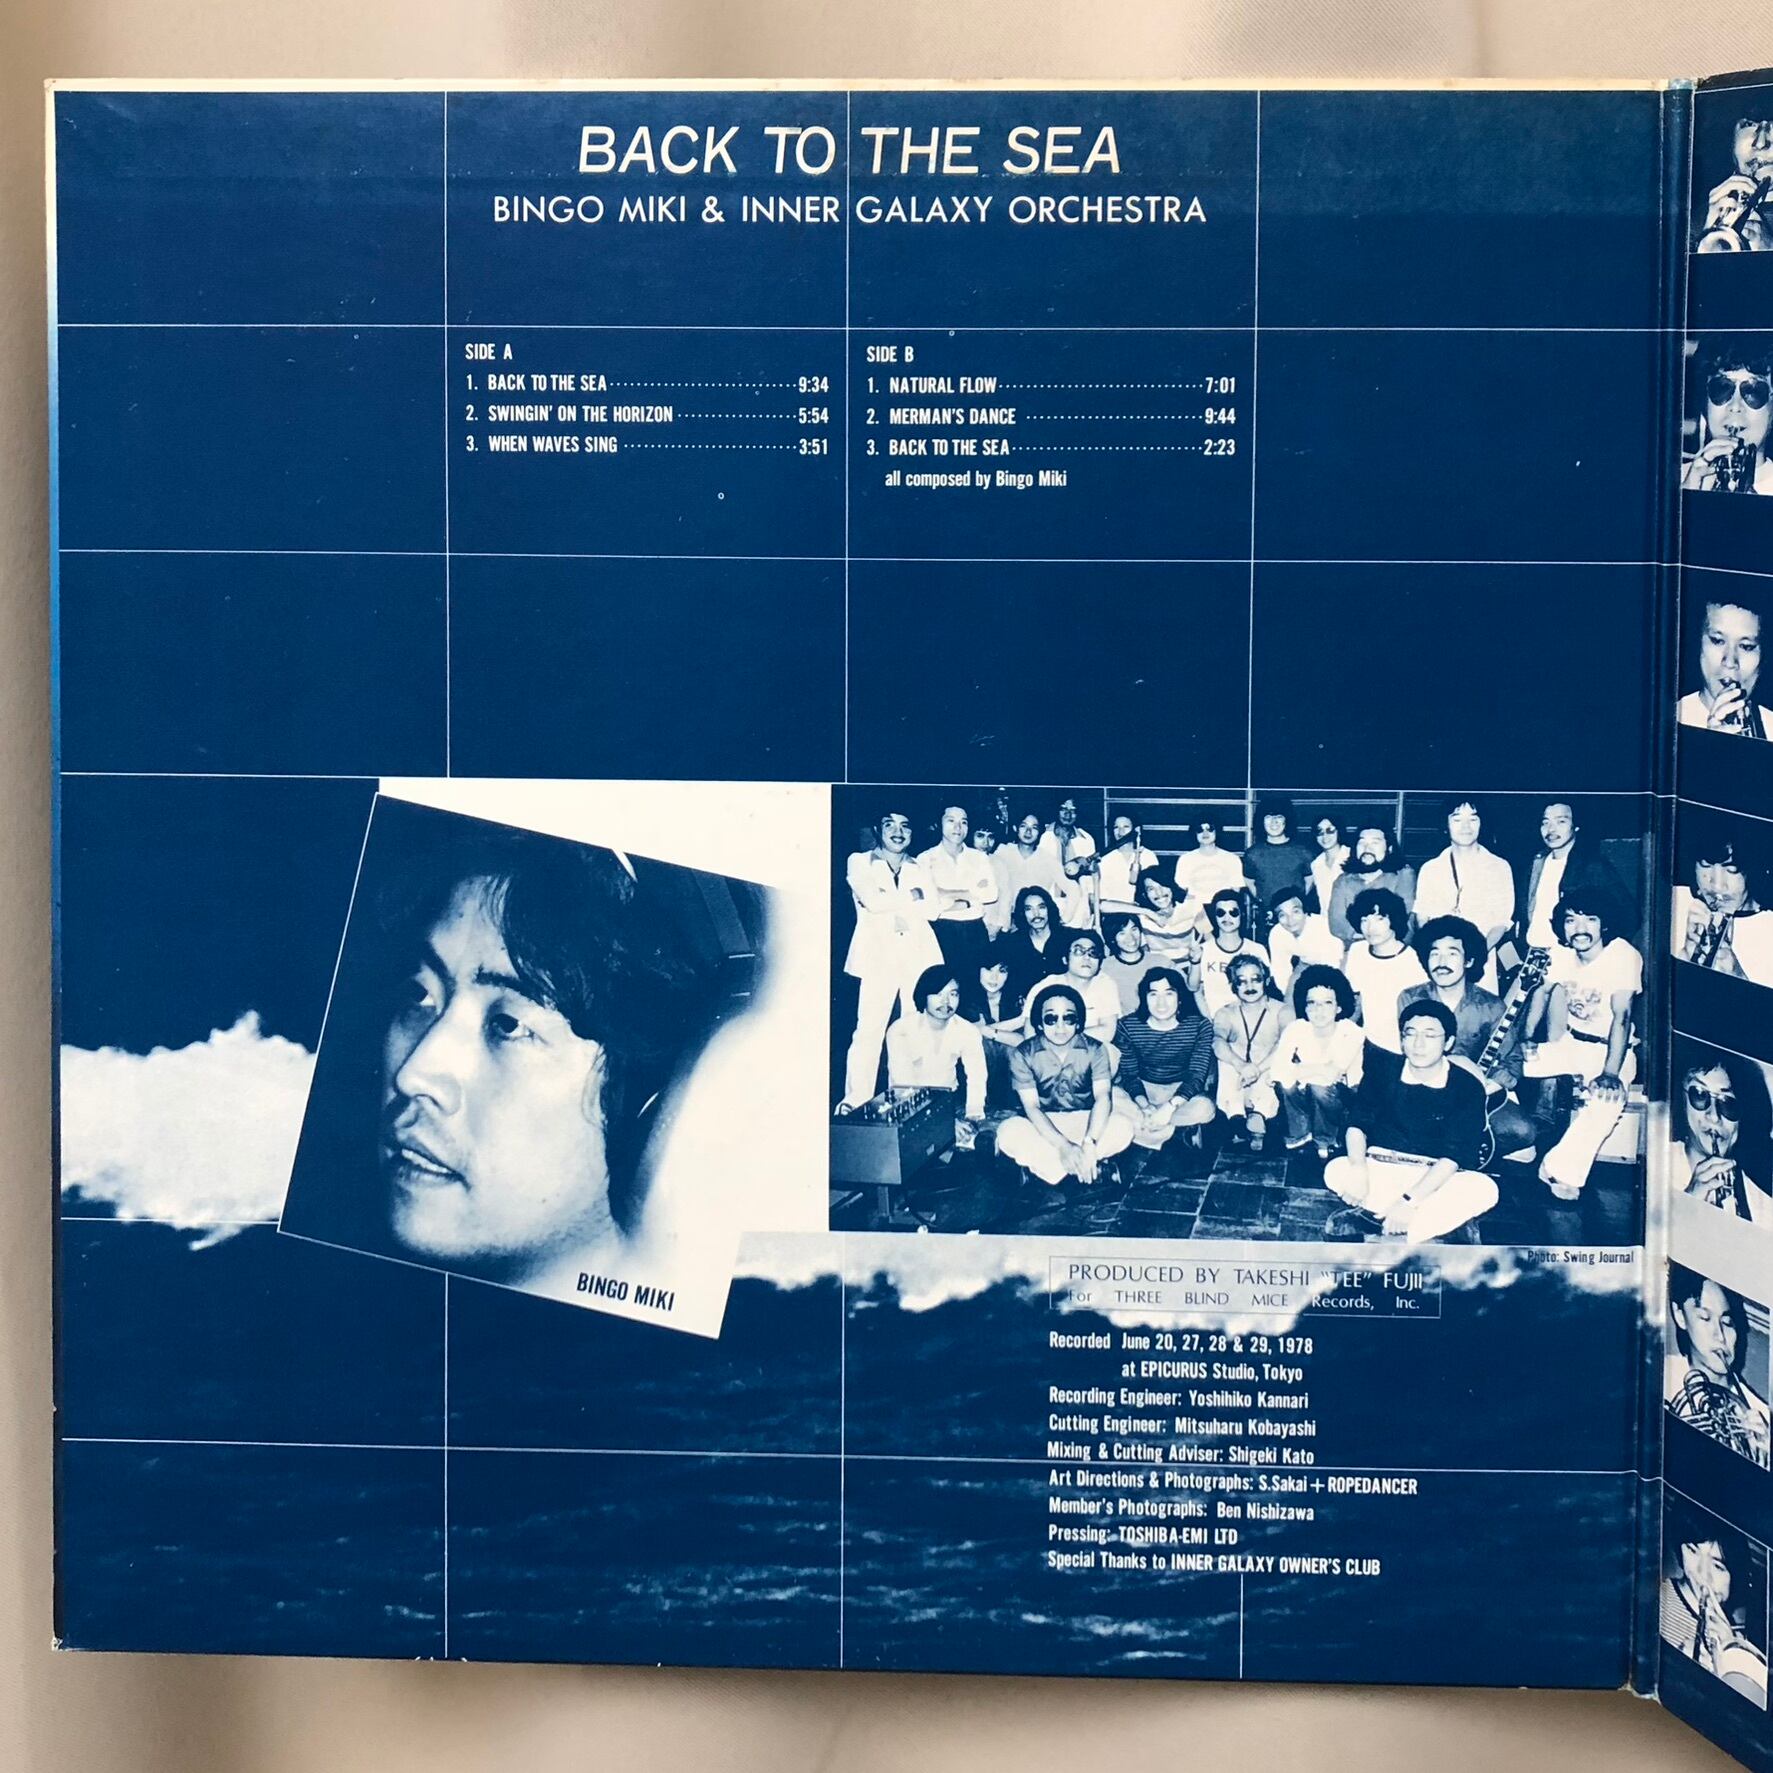 BACK TO THE SEA
BINGO MIKI & INNER GALAXY ORCHESTRA
SIDE A
1. BACK TO THE SEA 9:34
2. SWINGIN' ON THE HORIZON 5:54
3. WHEN WAVES SING 3:51
SIDE B
1. NATURAL FLOW 7:01
2. MERMAN'S DANCE 9:44
3. BACK TO THE SEA 2:23
all composed by Bingo Miki
BINGO MIKI
Photo: Swing Journal
PRODUCED BY TAKESHI "TEE" FUJII
For THREE BLIND MICE Records, Inc.
Recorded June 20, 27, 28 & 29, 1978
at EPICURUS Studio, Tokyo
Recording Engineer: Yoshihiko Kannari
Cutting Engineer: Mitsuharu Kobayashi
Mixing & Cutting Adviser: Shigeki Kato
Art Directions & Photographs: S.Sakai + ROPEDANCER
Member's Photographs: Ben Nishizawa
Pressing: TOSHIBA-EMI LTD
Special Thanks to INNER GALAXY OWNER'S CLUB